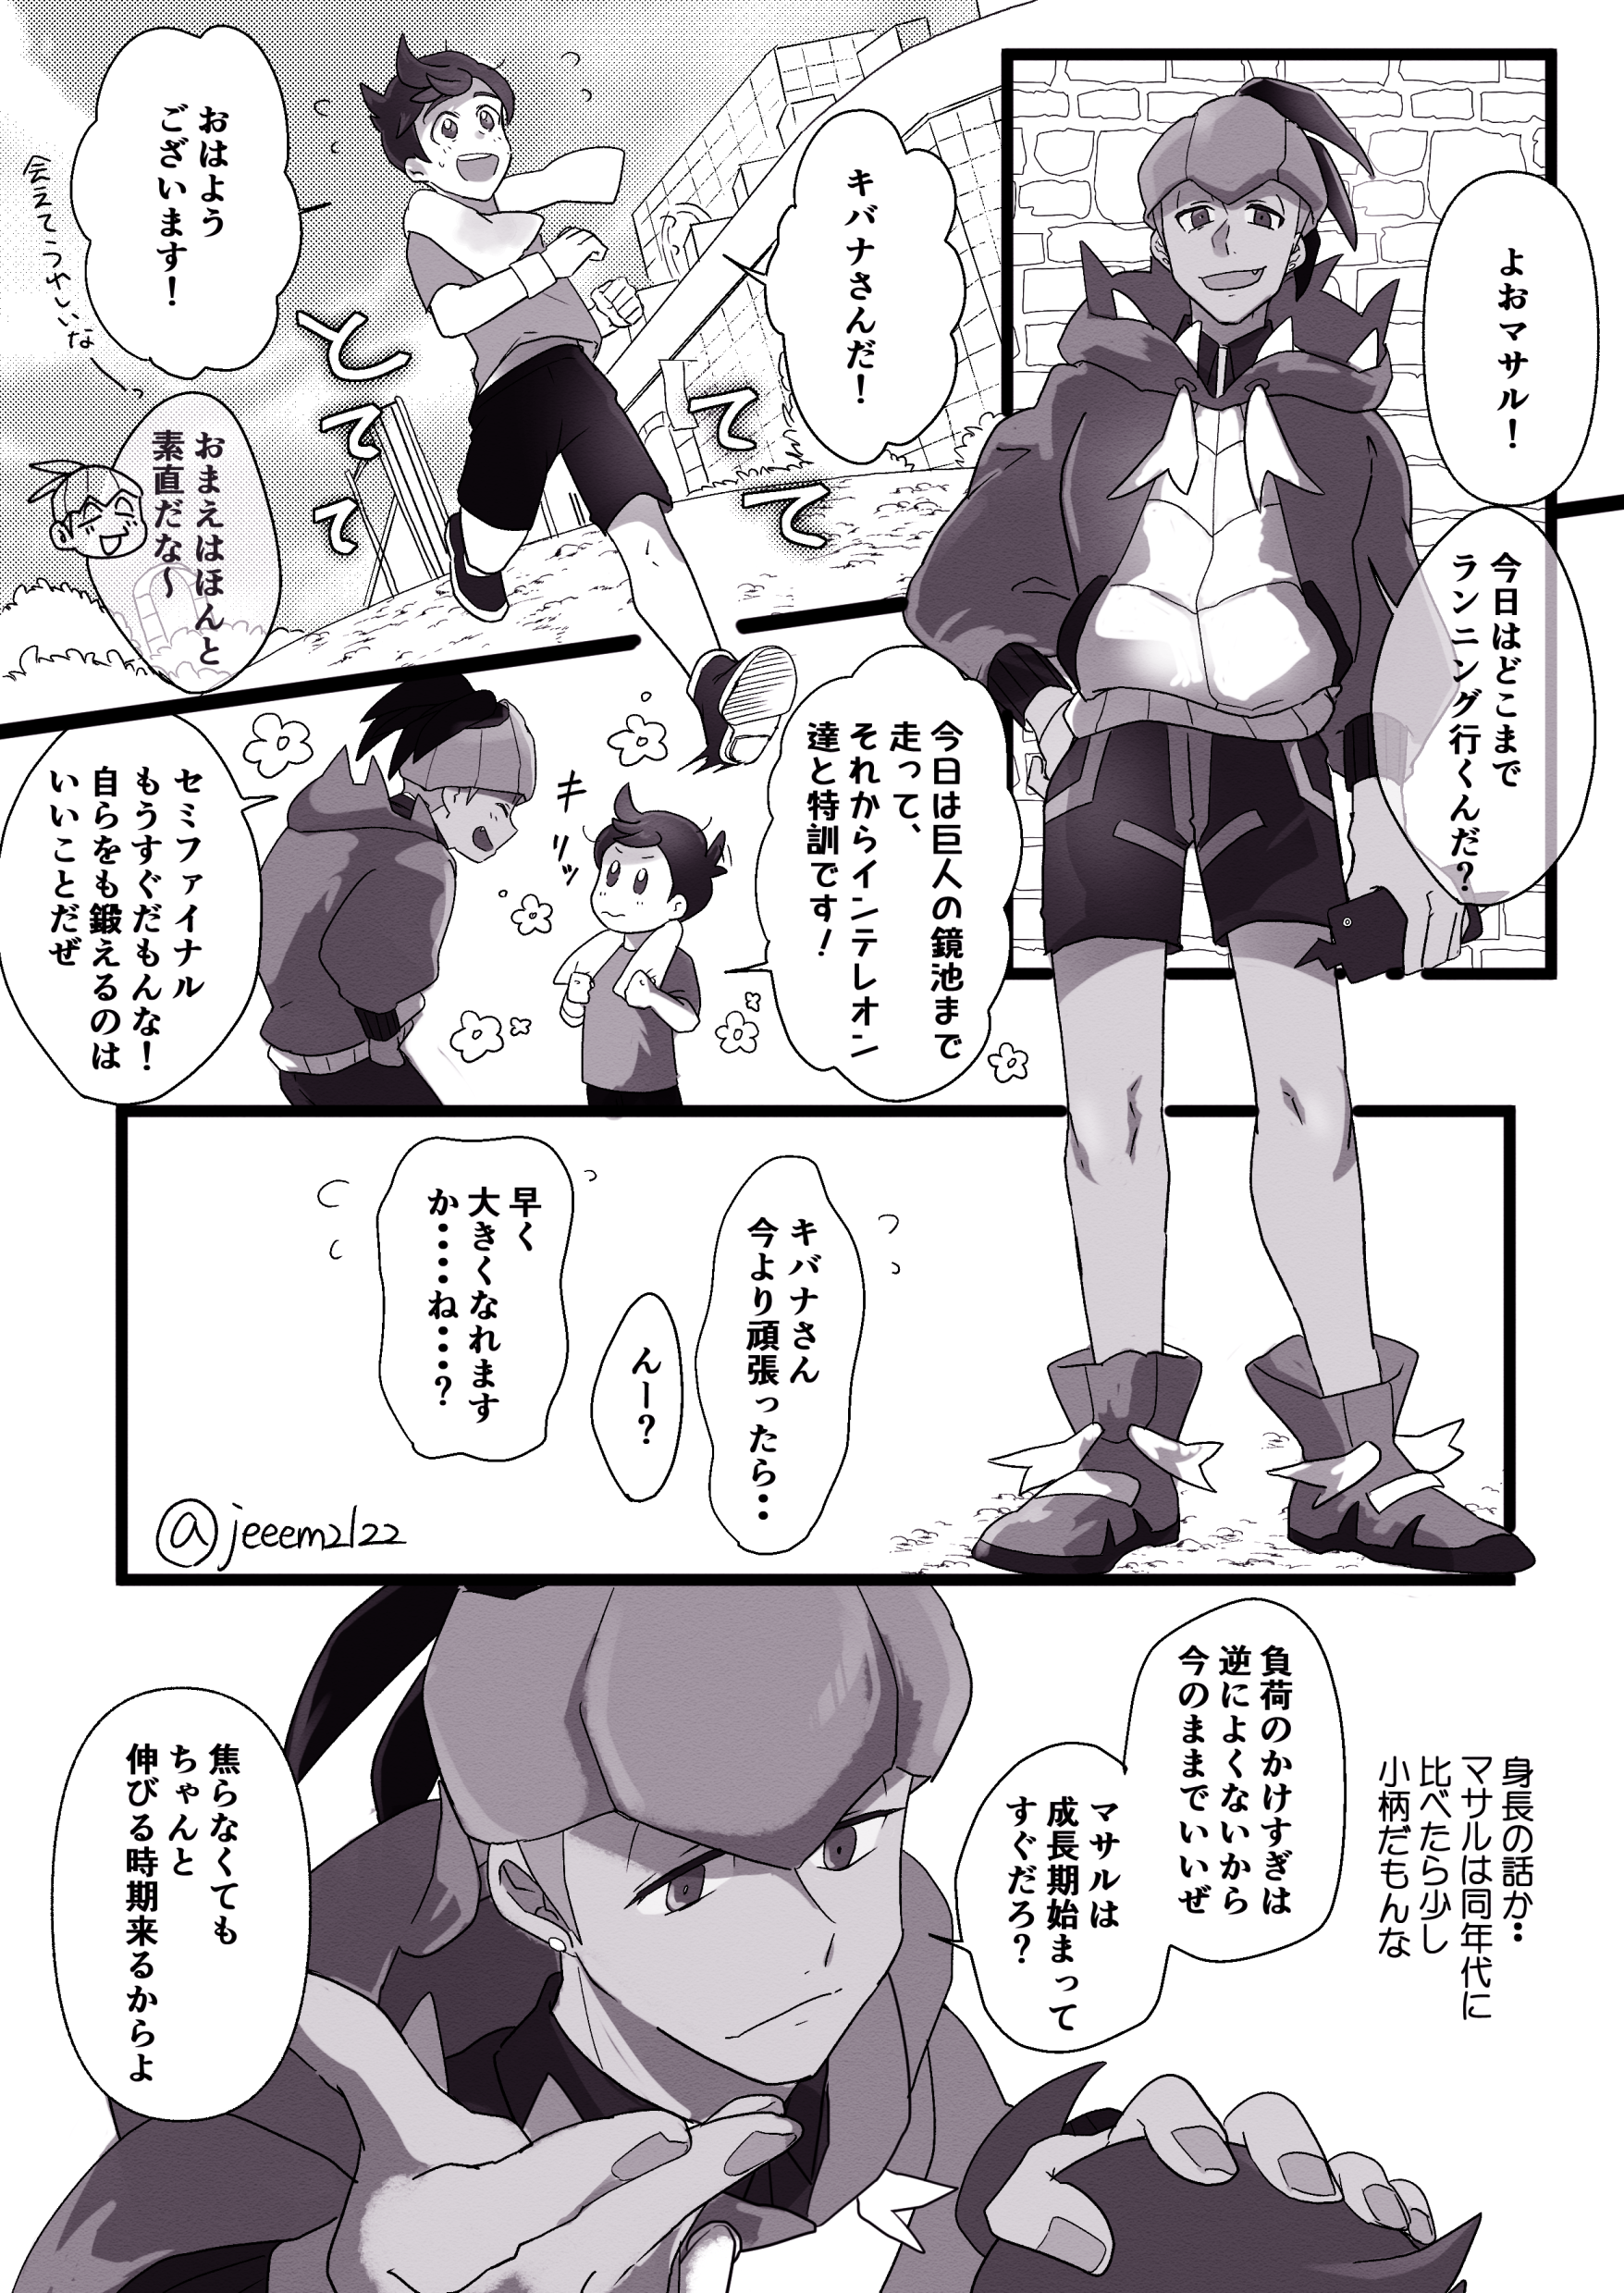 よおマサル！
今日はどこまで
ランニング行くんだ？
キバナさんだ！
とててて
てて
おはよう
ございます！
会えてうれしいな
おまえはほんと
素直だな〜
今日は巨人の鏡池まで
走って、
それからインテレオン
達と特訓です！
キリッ
セミファイナル
もうすぐだもんな！
自らをも鍛えるのは
いいことだぜ
キバナさん
今より頑張ったら‥
んー？
早く
大きくなれます
か‥‥ね‥‥？
@jeeem2122
身長の話か‥
マサルは同年代に
比べたら少し
小柄だもんな
負荷のかけすぎは
逆によくないから
今のままでいいぜ
マサルは
成長期始まって
すぐだろ？
焦らなくても
ちゃんと
伸びる時期来るからよ